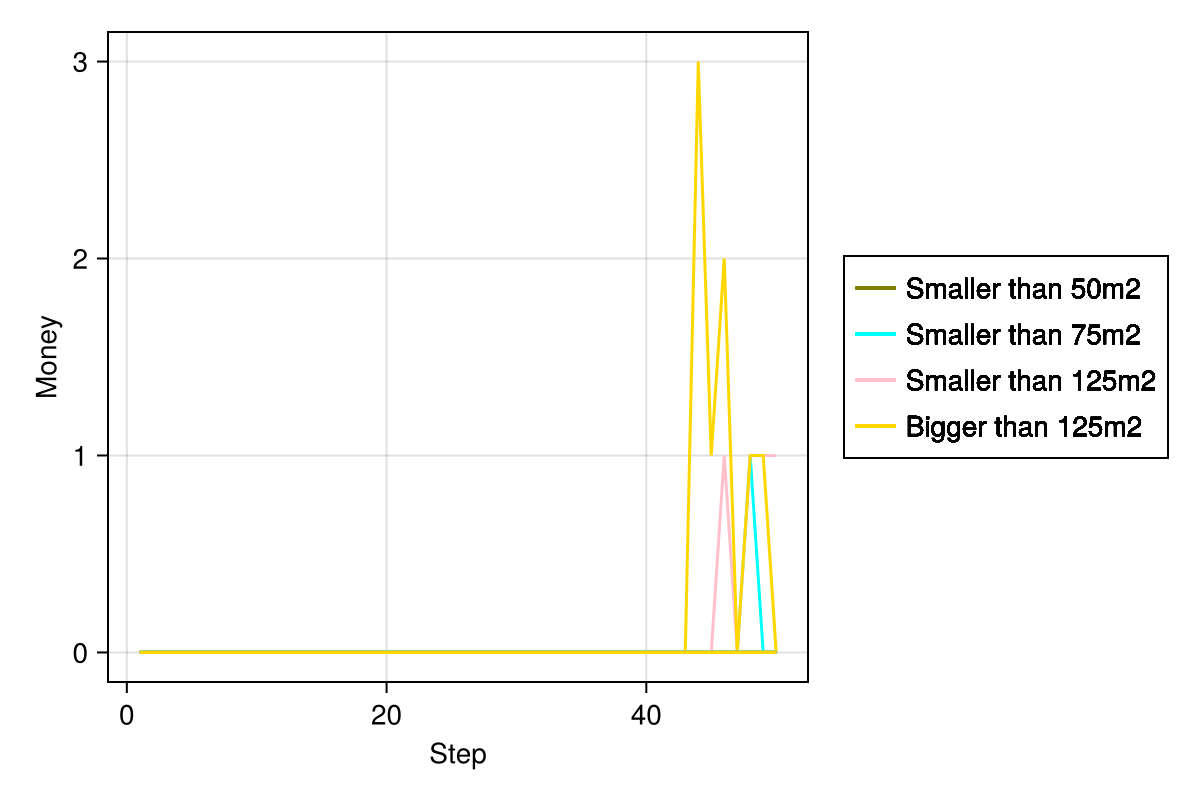 3
2
1
0
Money
0 20 40
Step
Smaller than 50m2
Smaller than 75m2
Smaller than 125m2
Bigger than 125m2